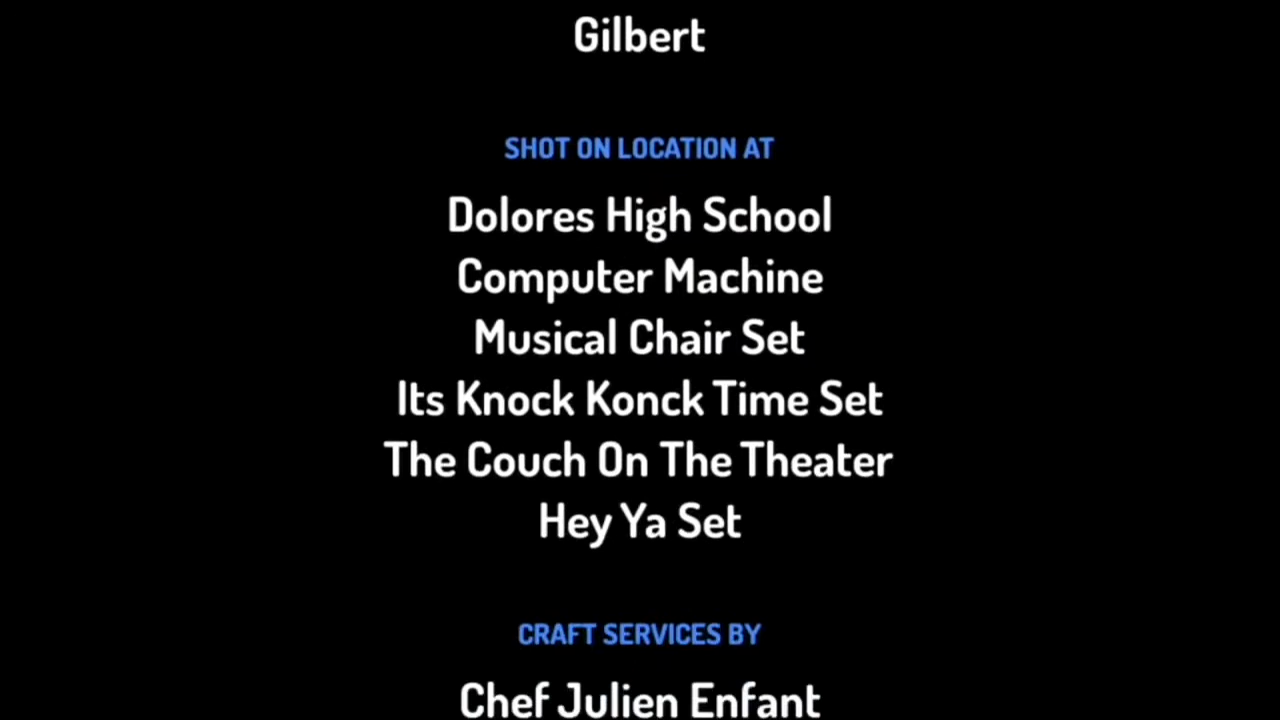 Gilbert
SHOT ON LOCATION AT
Dolores High School
Computer Machine
Musical Chair Set
Its Knock Konck Time Set
The Couch On The Theater
Hey Ya Set
CRAFT SERVICES BY
Chef Julien Enfant